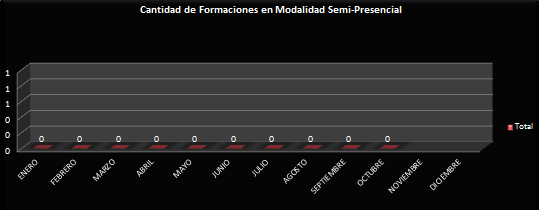 Cantidad de Formaciones en Modalidad Semi-Presencial
1
1
1
0
0
0
0 0 0 0 0 0 0 0 0 0
ENERO FEBRERO MARZO ABRIL MAYO JUNIO JULIO AGOSTO SEPTIEMBRE OCTUBRE NOVIEMBRE DICIEMBRE
Total